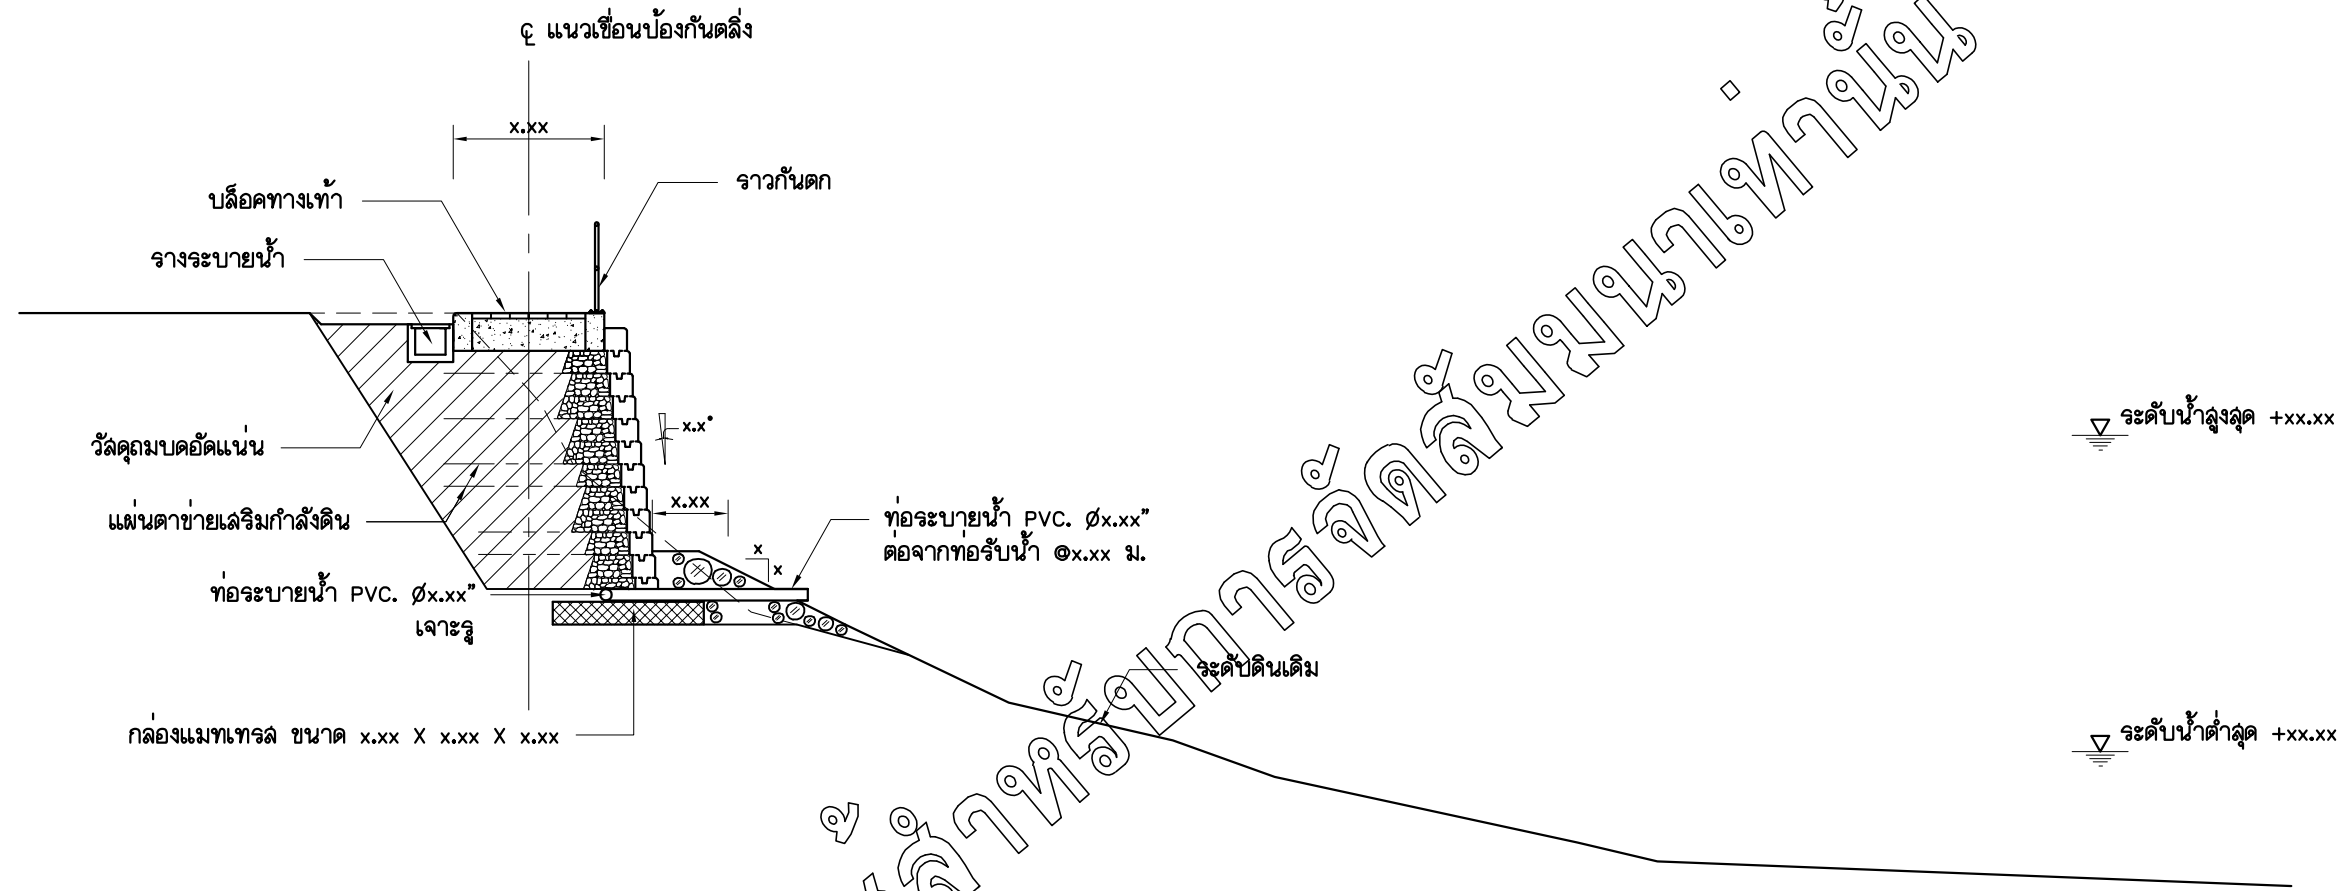 ℄ แนวเขื่อนป้องกันตลิ่ง
x.xx
ราวกันตก
บล็อคทางเท้า
รางระบายน้ำ
ระดับน้ำสูงสุด +xx.xx
x.x°
วัสดุถมบดอัดแน่น
x.xx
แผ่นตาข่ายเสริมกำลังดิน
ท่อระบายน้ำ PVC. Øx.xx"
ต่อจากท่อรับน้ำ @x.xx ม.
x
x
ท่อระบายน้ำ PVC. Øx.xx"
เจาะรู
ระดับดินเดิม
กล่องแมทเทรส ขนาด x.xx X x.xx X x.xx
ระดับน้ำต่ำสุด +xx.xx
สำหรับการจัดสัมมนาเท่านั้น